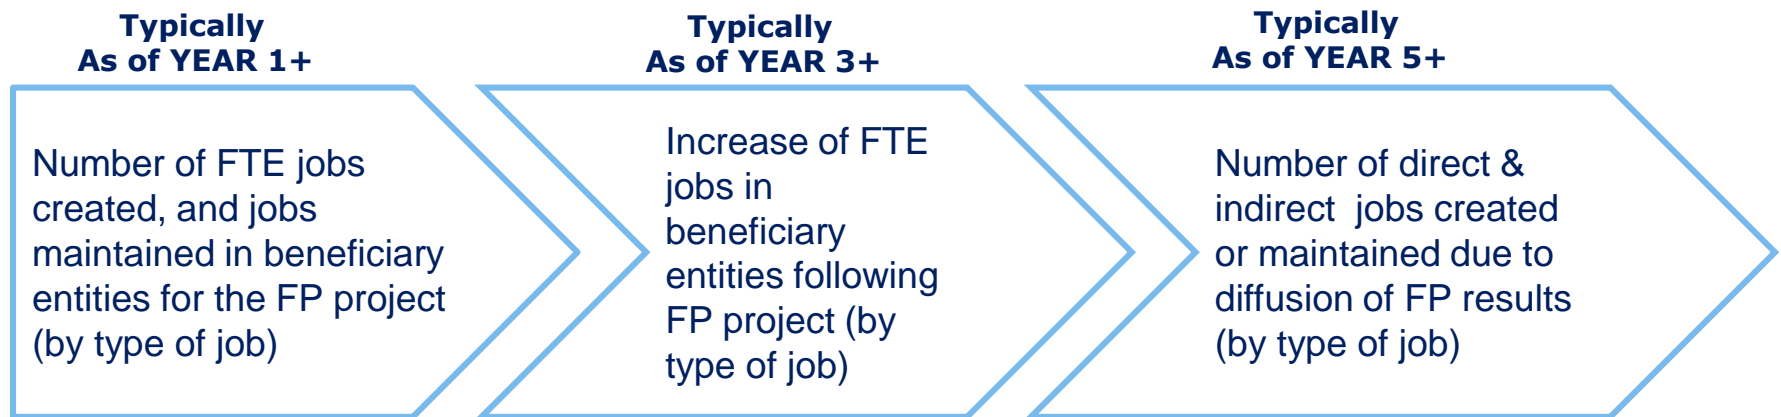 Typically
As of YEAR 1+
Number of FTE jobs
created, and jobs
maintained in beneficiary
entities for the FP project
(by type of job)
Typically
As of YEAR 3+
Increase of FTE
jobs in
beneficiary
entities following
FP project (by
type of job)
Typically
As of YEAR 5+
Number of direct &
indirect  jobs created
or maintained due to
diffusion of FP results
(by type of job)